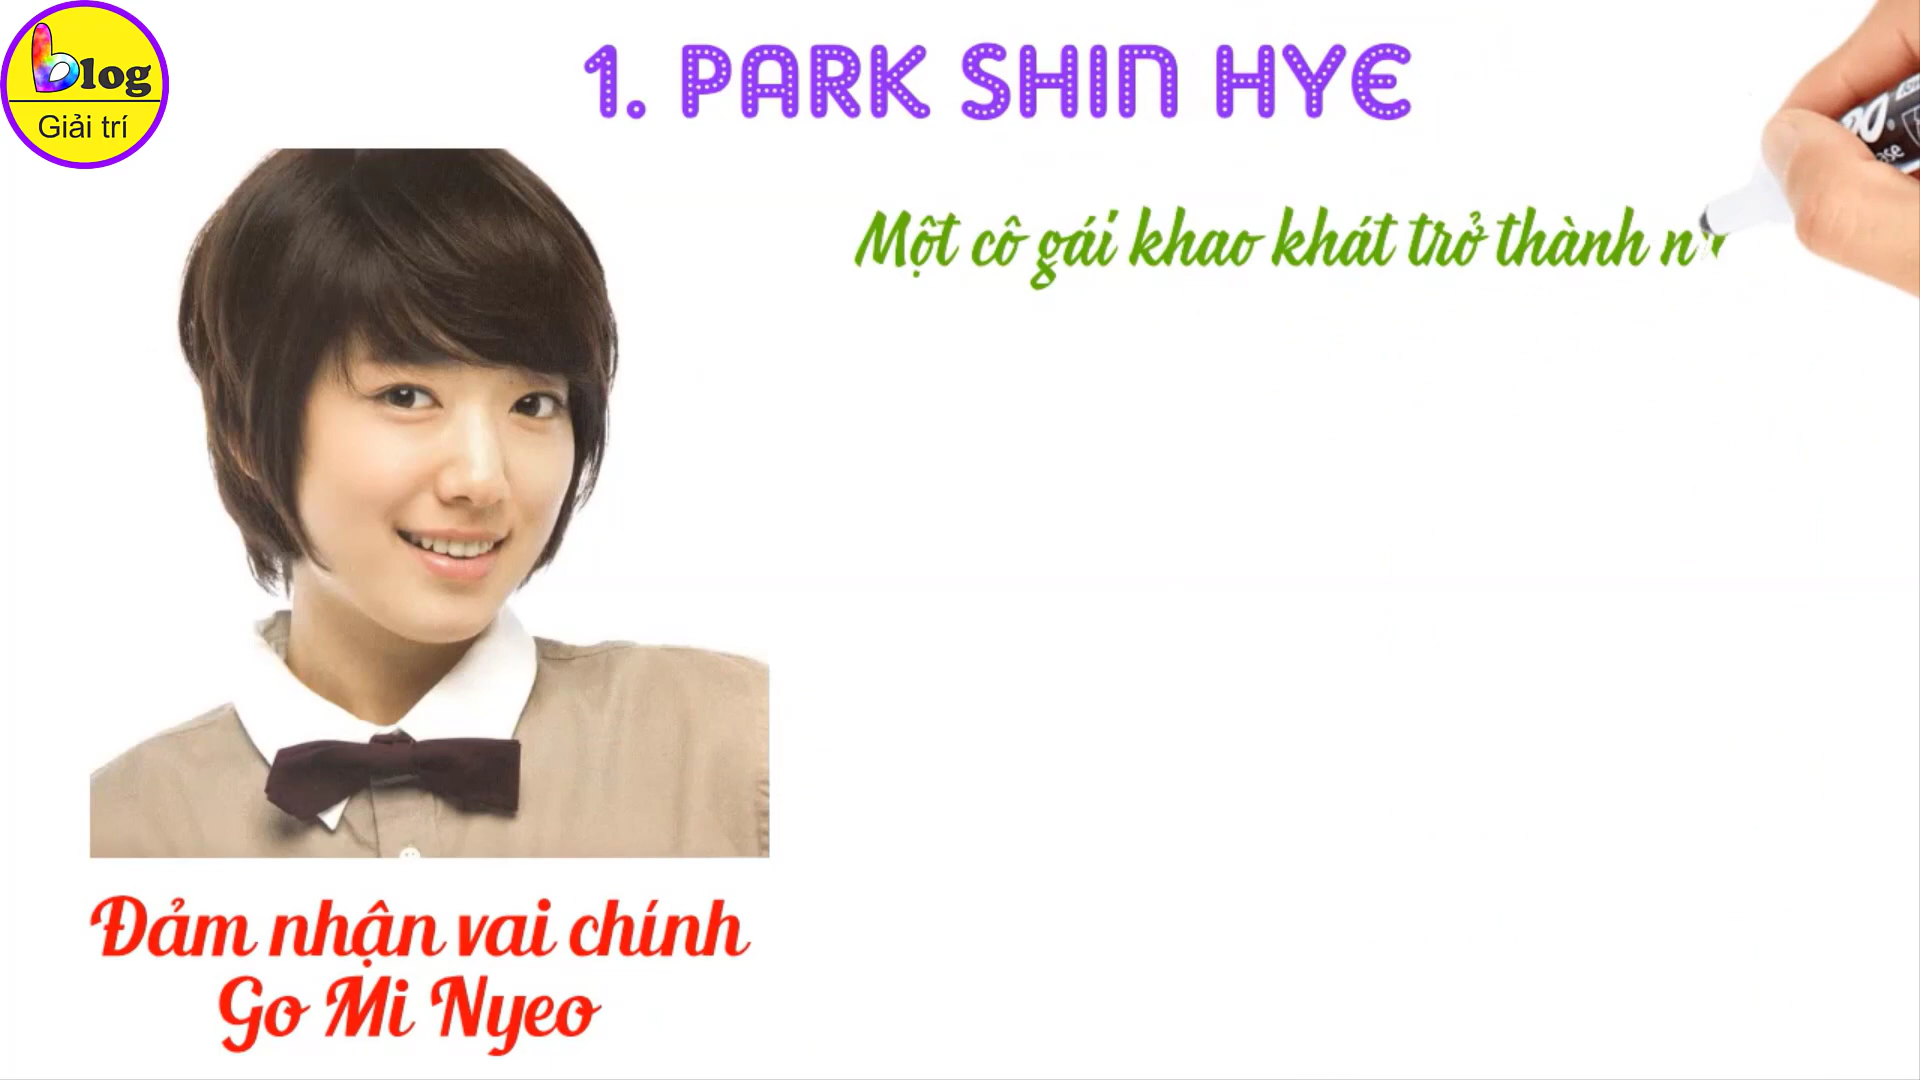 blog
Giải trí
1. PARK SHIN HYE
Một cô gái khao khát trở thành
Đảm nhận vai chính
Go Mi Nyeo